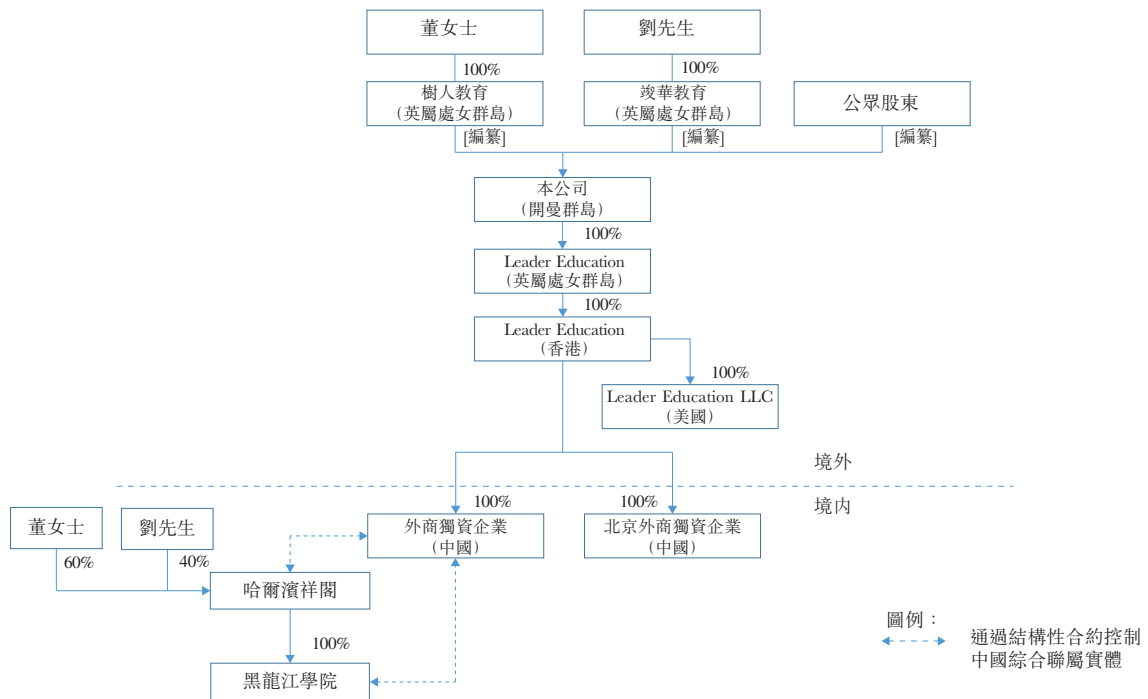 董女士
劉先生
100%
100%
樹人教育
(英屬處女群島)
竣華教育
(英屬處女群島)
公眾股東
[編纂]
[編纂]
[編纂]
本公司
(開曼群島)
100%
Leader Education
(英屬處女群島)
100%
Leader Education
(香港)
100%
Leader Education LLC
(美國)
境外
境內
100%
100%
董女士
劉先生
外商獨資企業
(中國)
北京外商獨資企業
(中國)
60%
40%
哈爾濱祥閣
100%
黑龍江學院
圖例：
通過結構性合約控制
中國綜合聯屬實體